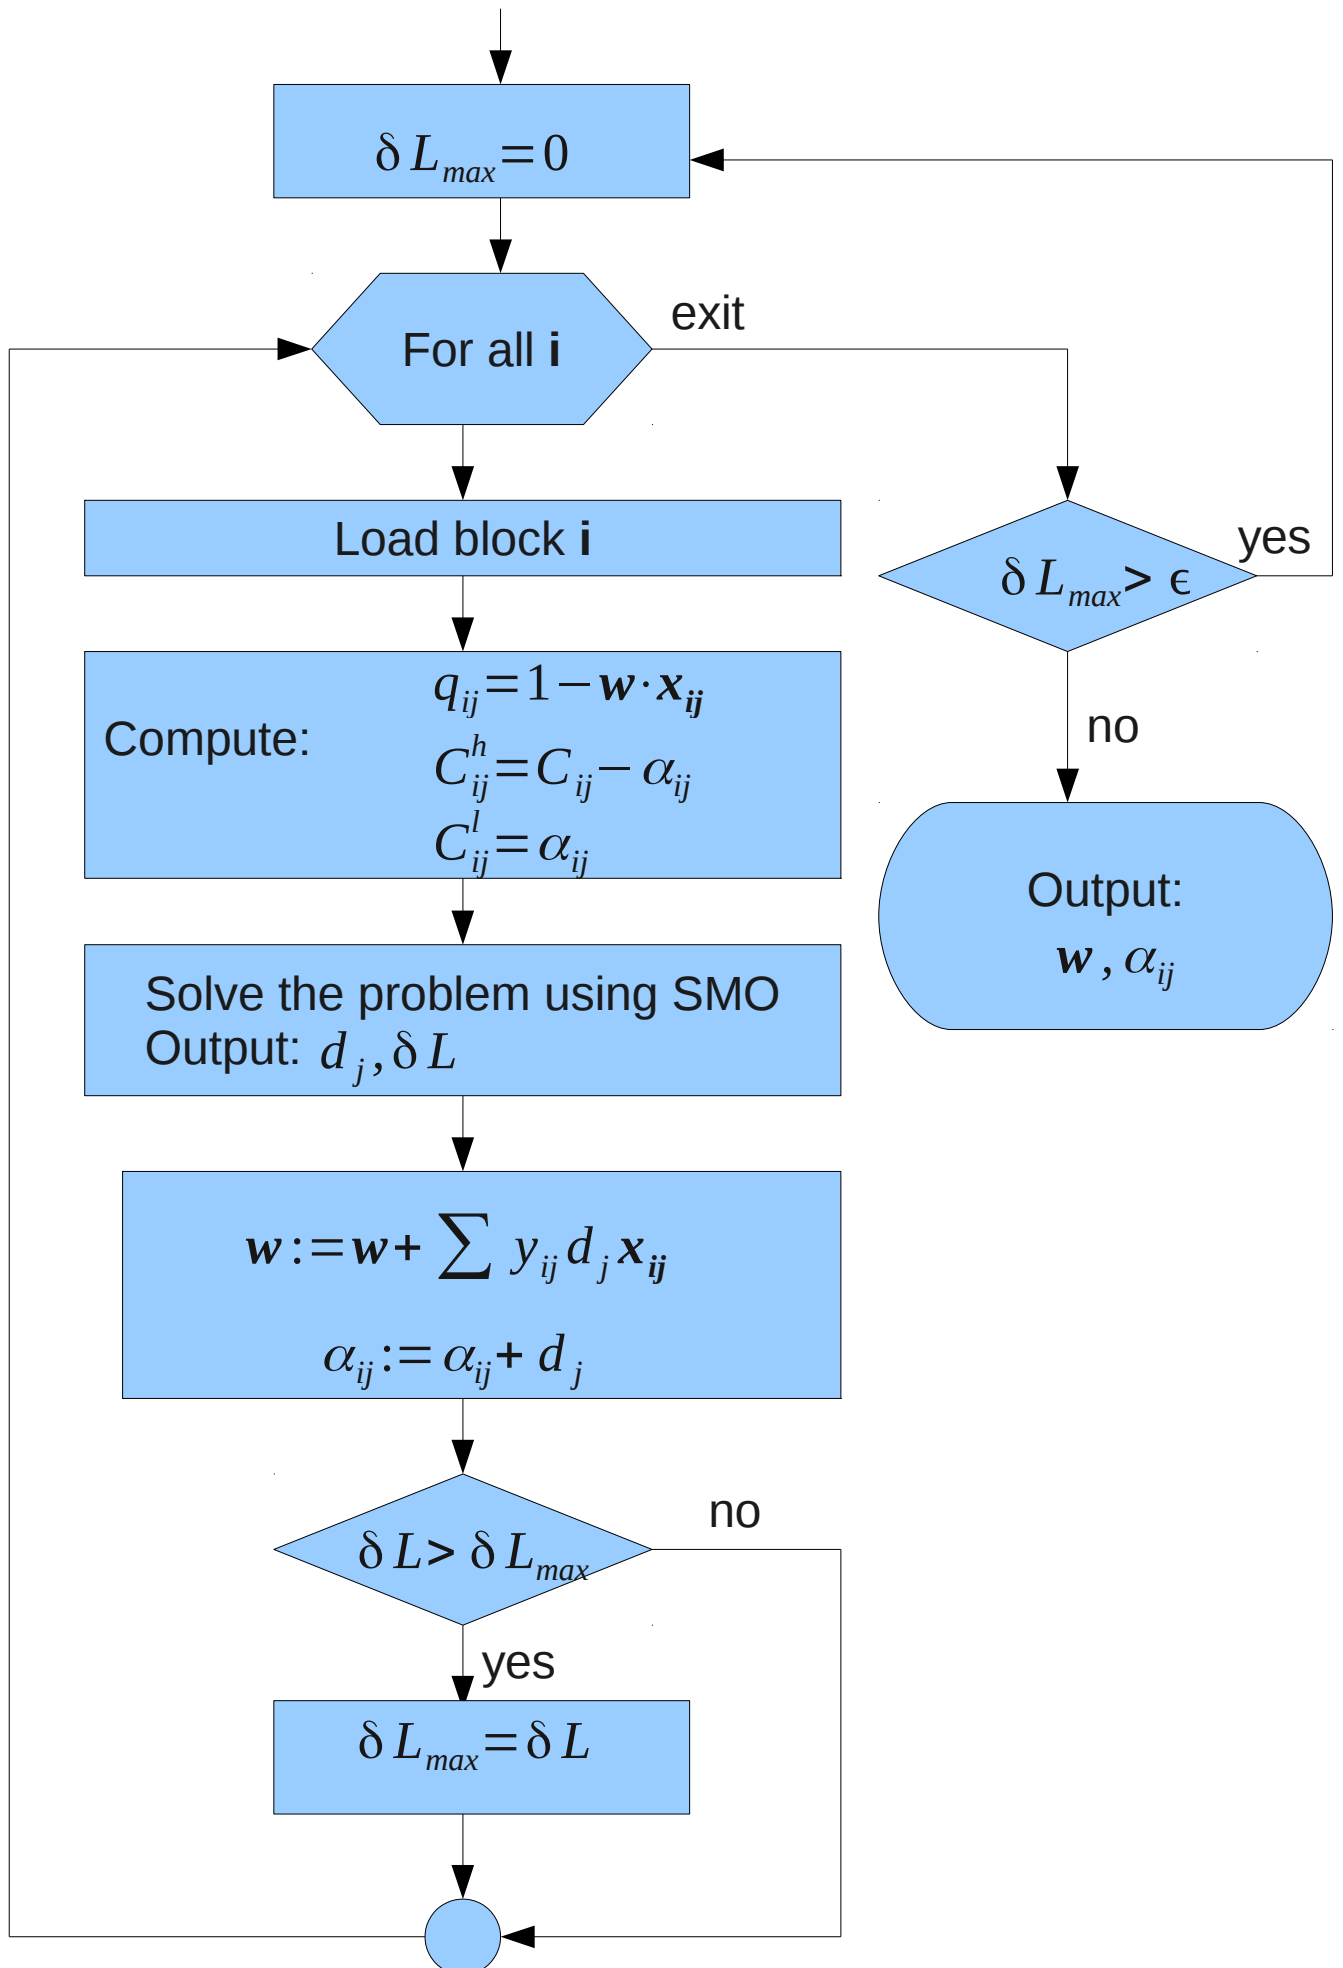 δ L_max = 0
For all i
exit
Load block i
yes
δ L_max > ϵ
q_ij = 1 − w · x_ij
Compute:
C^h_ij = C_ij − α_ij
C^l_ij = α_ij
no
Output:
w , α_ij
Solve the problem using SMO
Output: d_j , δ L
w := w + ∑ y_ij d_j x_ij
α_ij := α_ij + d_j
no
δ L > δ L_max
yes
δ L_max = δ L